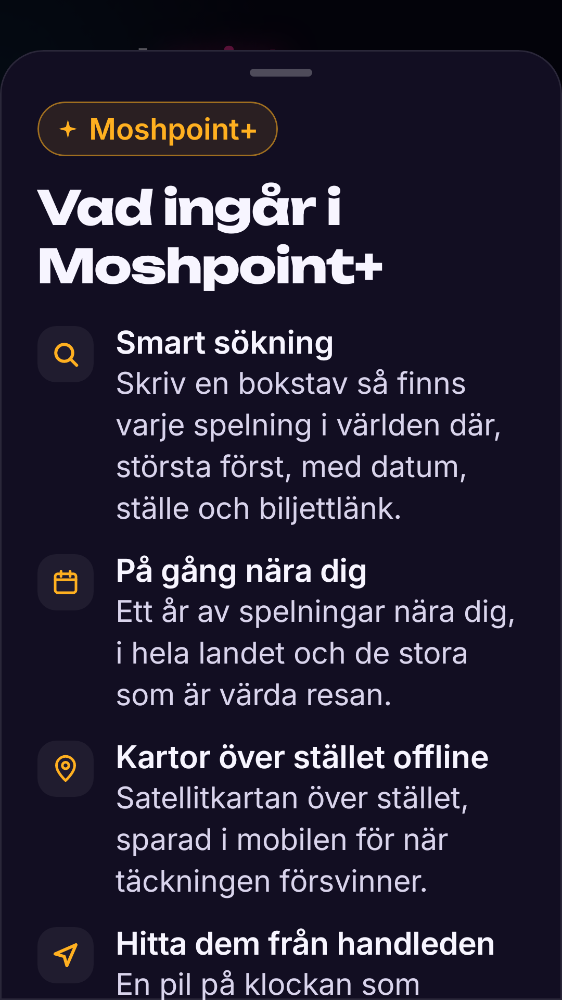 Moshpoint+
Vad ingår i
Moshpoint+
Smart sökning
Skriv en bokstav så finns
varje spelning i världen där,
största först, med datum,
ställe och biljettlänk.
På gång nära dig
Ett år av spelningar nära dig,
i hela landet och de stora
som är värda resan.
Kartor över stället offline
Satellitkartan över stället,
sparad i mobilen för när
täckningen försvinner.
Hitta dem från handleden
En pil på klockan som